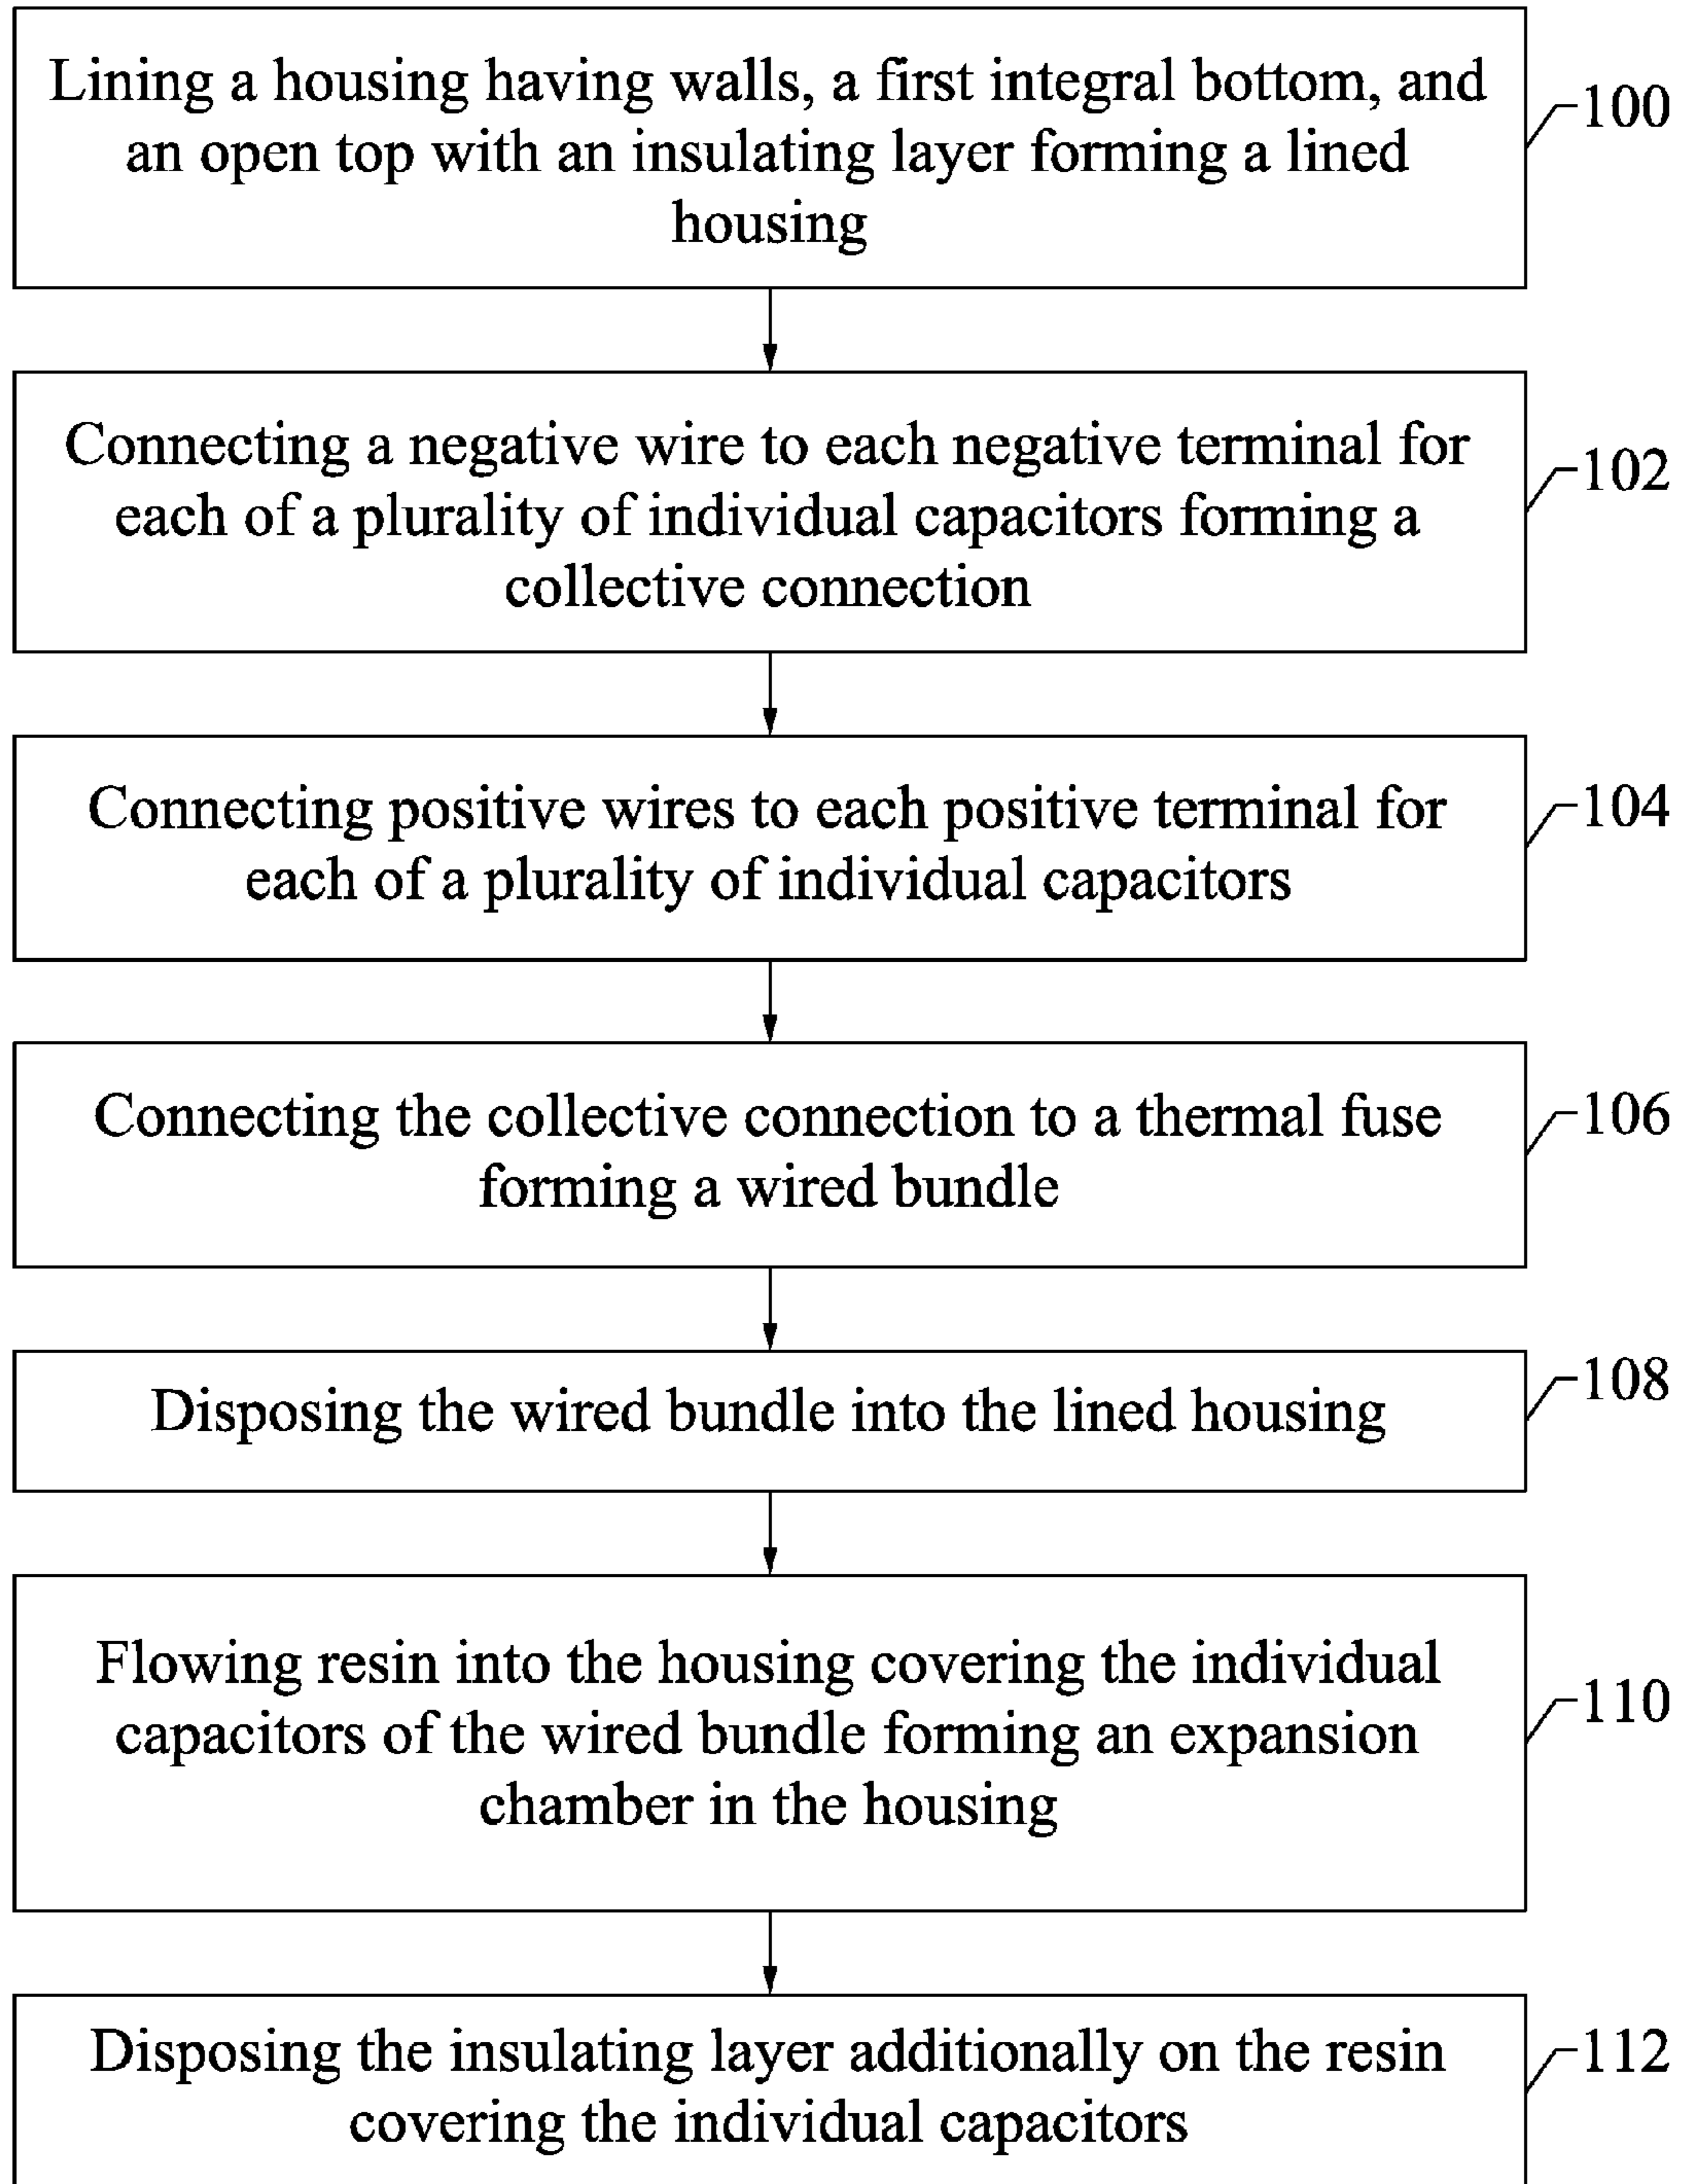 Lining a housing having walls, a first integral bottom, and
an open top with an insulating layer forming a lined
housing
100
Connecting a negative wire to each negative terminal for
each of a plurality of individual capacitors forming a
collective connection
102
Connecting positive wires to each positive terminal for
each of a plurality of individual capacitors
104
Connecting the collective connection to a thermal fuse
forming a wired bundle
106
Disposing the wired bundle into the lined housing
108
Flowing resin into the housing covering the individual
capacitors of the wired bundle forming an expansion
chamber in the housing
110
Disposing the insulating layer additionally on the resin
covering the individual capacitors
112